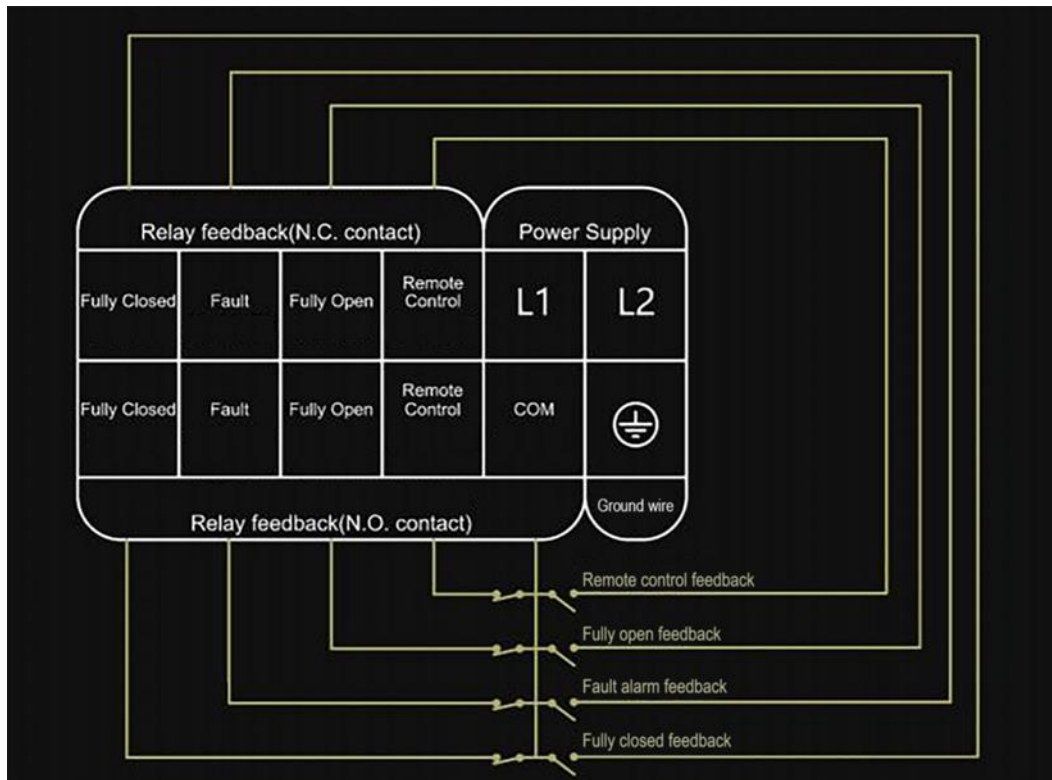 Relay feedback(N.C. contact)
Power Supply
Fully Closed
Fault
Fully Open
Remote
Control
L1
L2
Fully Closed
Fault
Fully Open
Remote
Control
COM
Ground wire
Relay feedback(N.O. contact)
Remote control feedback
Fully open feedback
Fault alarm feedback
Fully closed feedback